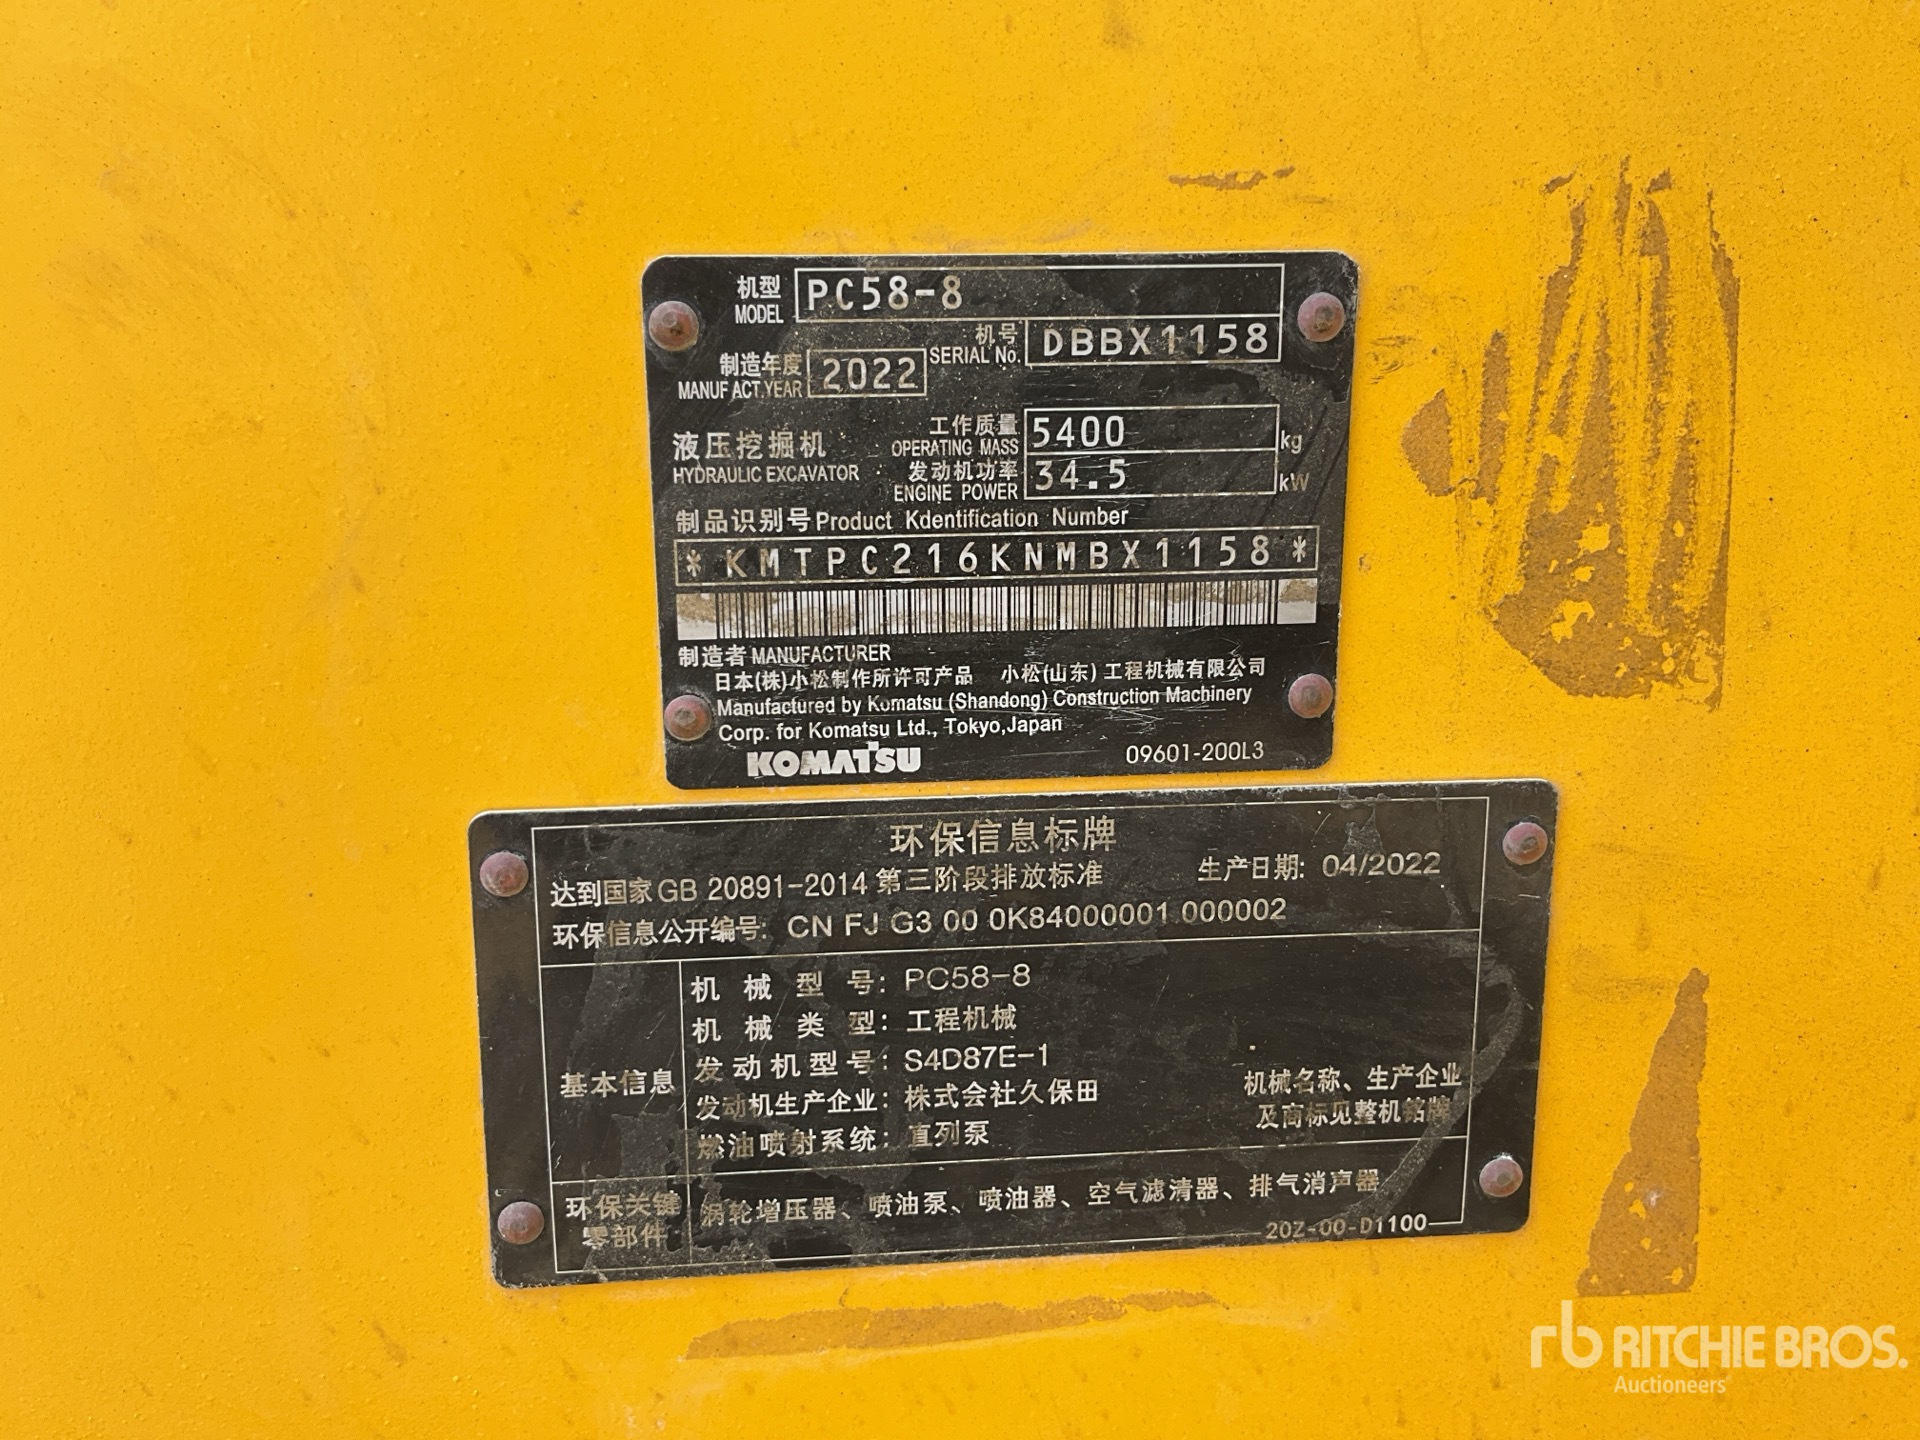 机型 MODEL PC58-8
机号 SERIAL No. DBBX1158
制造年度 MANUFACT.YEAR 2022
液压挖掘机 HYDRAULIC EXCAVATOR
工作质量 OPERATING MASS 5400 kg
发动机功率 ENGINE POWER 34.5 kW
制品识别号 Product Kdentification Number
*KMTPC216KNMBX1158*
制造者 MANUFACTURER
日本(株)小松制作所许可产品 小松(山东)工程机械有限公司
Manufactured by Komatsu (Shandong) Construction Machinery
Corp. for Komatsu Ltd., Tokyo,Japan
KOMATSU 09601-200L3
环保信息标牌
达到国家GB 20891-2014 第三阶段排放标准 生产日期: 04/2022
环保信息公开编号: CN FJ G3 00 0K84000001 000002
基本信息
机械型号: PC58-8
机械类型: 工程机械
发动机型号: S4D87E-1
发动机生产企业: 株式会社久保田
燃油喷射系统: 直列泵
机械名称、生产企业
及商标见整机铭牌
环保关键
零部件
涡轮增压器、喷油泵、喷油器、空气滤清器、排气消声器
20Z-00-D1100
rb RITCHIE BROS.
Auctioneers